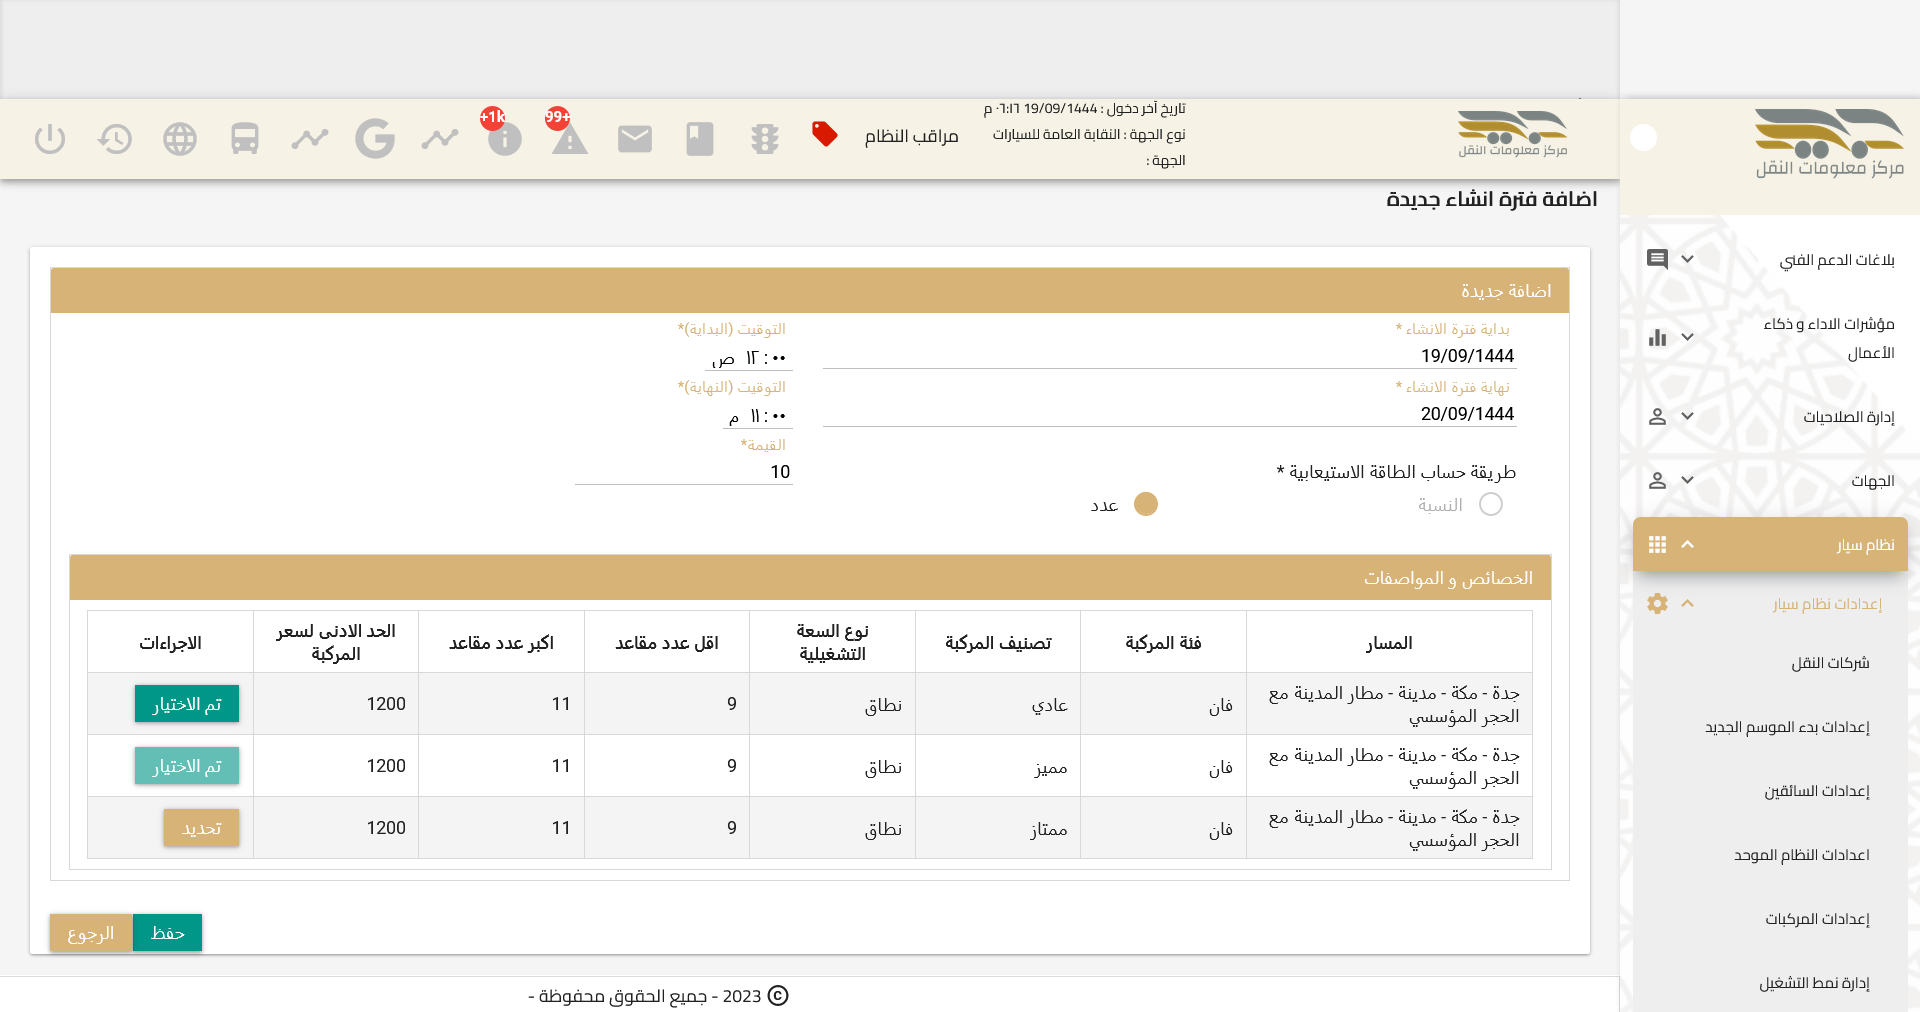 مركز معلومات النقل
مركز معلومات النقل
تاريخ آخر دخول : 19/09/1444 ٠٦:١٦ م
نوع الجهة : النقابة العامة للسيارات
الجهة :
مراقب النظام
99+
+1k
اضافة فترة انشاء جديدة
بلاغات الدعم الفني
مؤشرات الاداء و ذكاء
الأعمال
إدارة الصلاحيات
الجهات
نظام سيار
إعدادات نظام سيار
شركات النقل
إعدادات بدء الموسم الجديد
إعدادات السائقين
اعدادات النظام الموحد
إعدادات المركبات
إدارة نمط التشغيل
اضافة جديدة
بداية فترة الانشاء *
التوقيت (البداية)*
19/09/1444
١٢ : ٠٠ ص
نهاية فترة الانشاء *
التوقيت (النهاية)*
20/09/1444
١١ : ٠٠ م
القيمة*
10
طريقة حساب الطاقة الاستيعابية *
النسبة
عدد
الخصائص و المواصفات
المسار فئة المركبة تصنيف المركبة نوع السعة التشغيلية اقل عدد مقاعد اكبر عدد مقاعد الحد الادنى لسعر المركبة الاجراءات
جدة - مكة - مدينة - مطار المدينة مع الحجر المؤسسي فان عادي نطاق 9 11 1200 تم الاختيار
جدة - مكة - مدينة - مطار المدينة مع الحجر المؤسسي فان مميز نطاق 9 11 1200 تم الاختيار
جدة - مكة - مدينة - مطار المدينة مع الحجر المؤسسي فان ممتاز نطاق 9 11 1200 تحديد
حفظ
الرجوع
© 2023 - جميع الحقوق محفوظة -